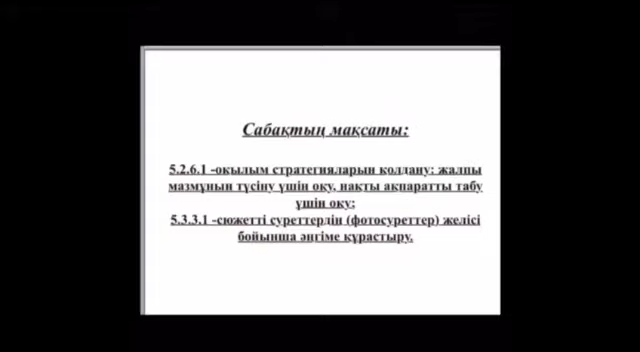 Сабақтың мақсаты:
5.2.6.1 -оқылым стратегияларын қолдану: жалпы
мазмұнын түсіну үшін оқу, нақты ақпаратты табу
үшін оқу;
5.3.3.1 -сюжетті суреттердің (фотосуреттер) желісі
бойынша әңгіме құрастыру.